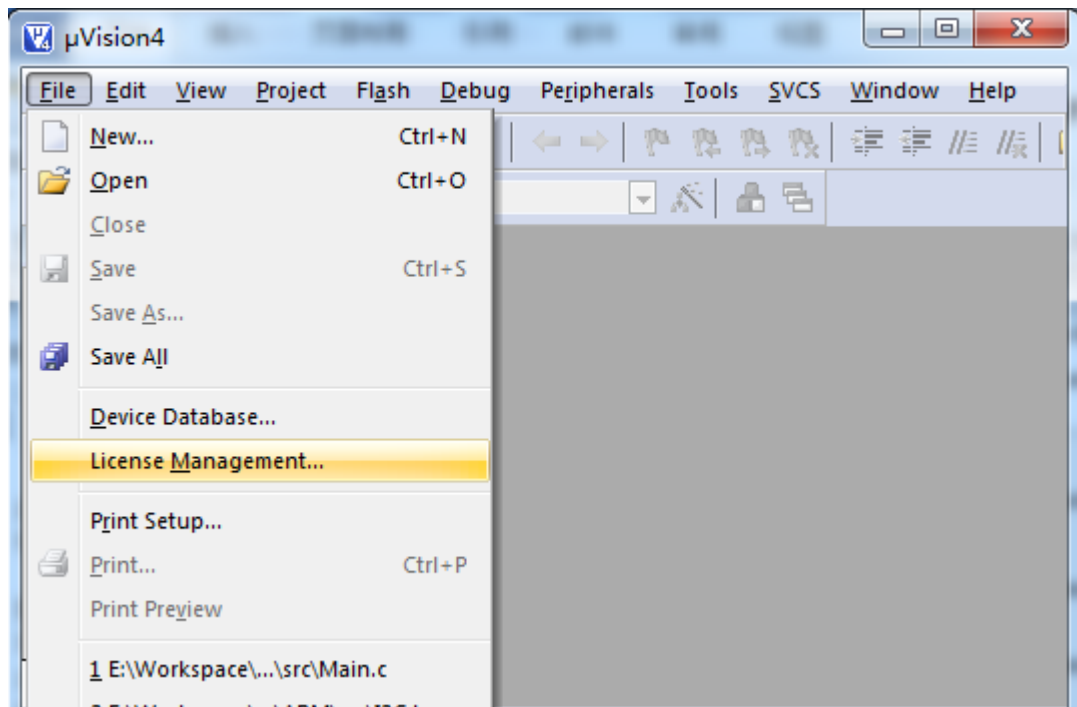 µVision4
File Edit View Project Flash Debug Peripherals Tools SVCS Window Help
New... Ctrl+N
Open Ctrl+O
Close
Save Ctrl+S
Save As...
Save All
Device Database...
License Management...
Print Setup...
Print... Ctrl+P
Print Preview
1 E:\Workspace\...\src\Main.c